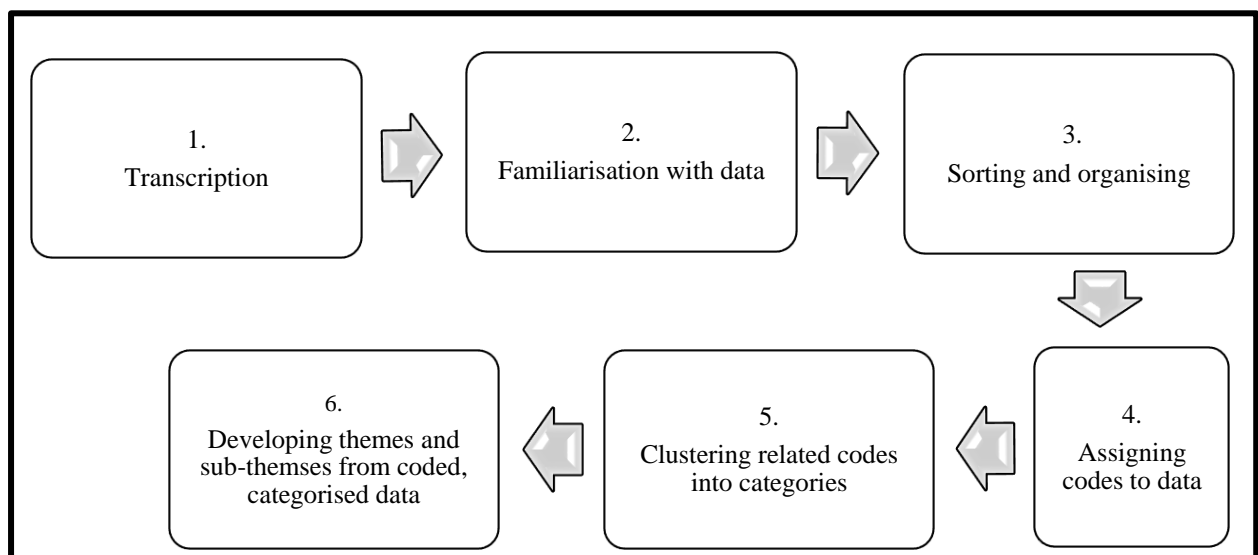 1.
Transcription
2.
Familiarisation with data
3.
Sorting and organising
4.
Assigning
codes to data
5.
Clustering related codes
into categories
6.
Developing themes and
sub-themses from coded,
categorised data